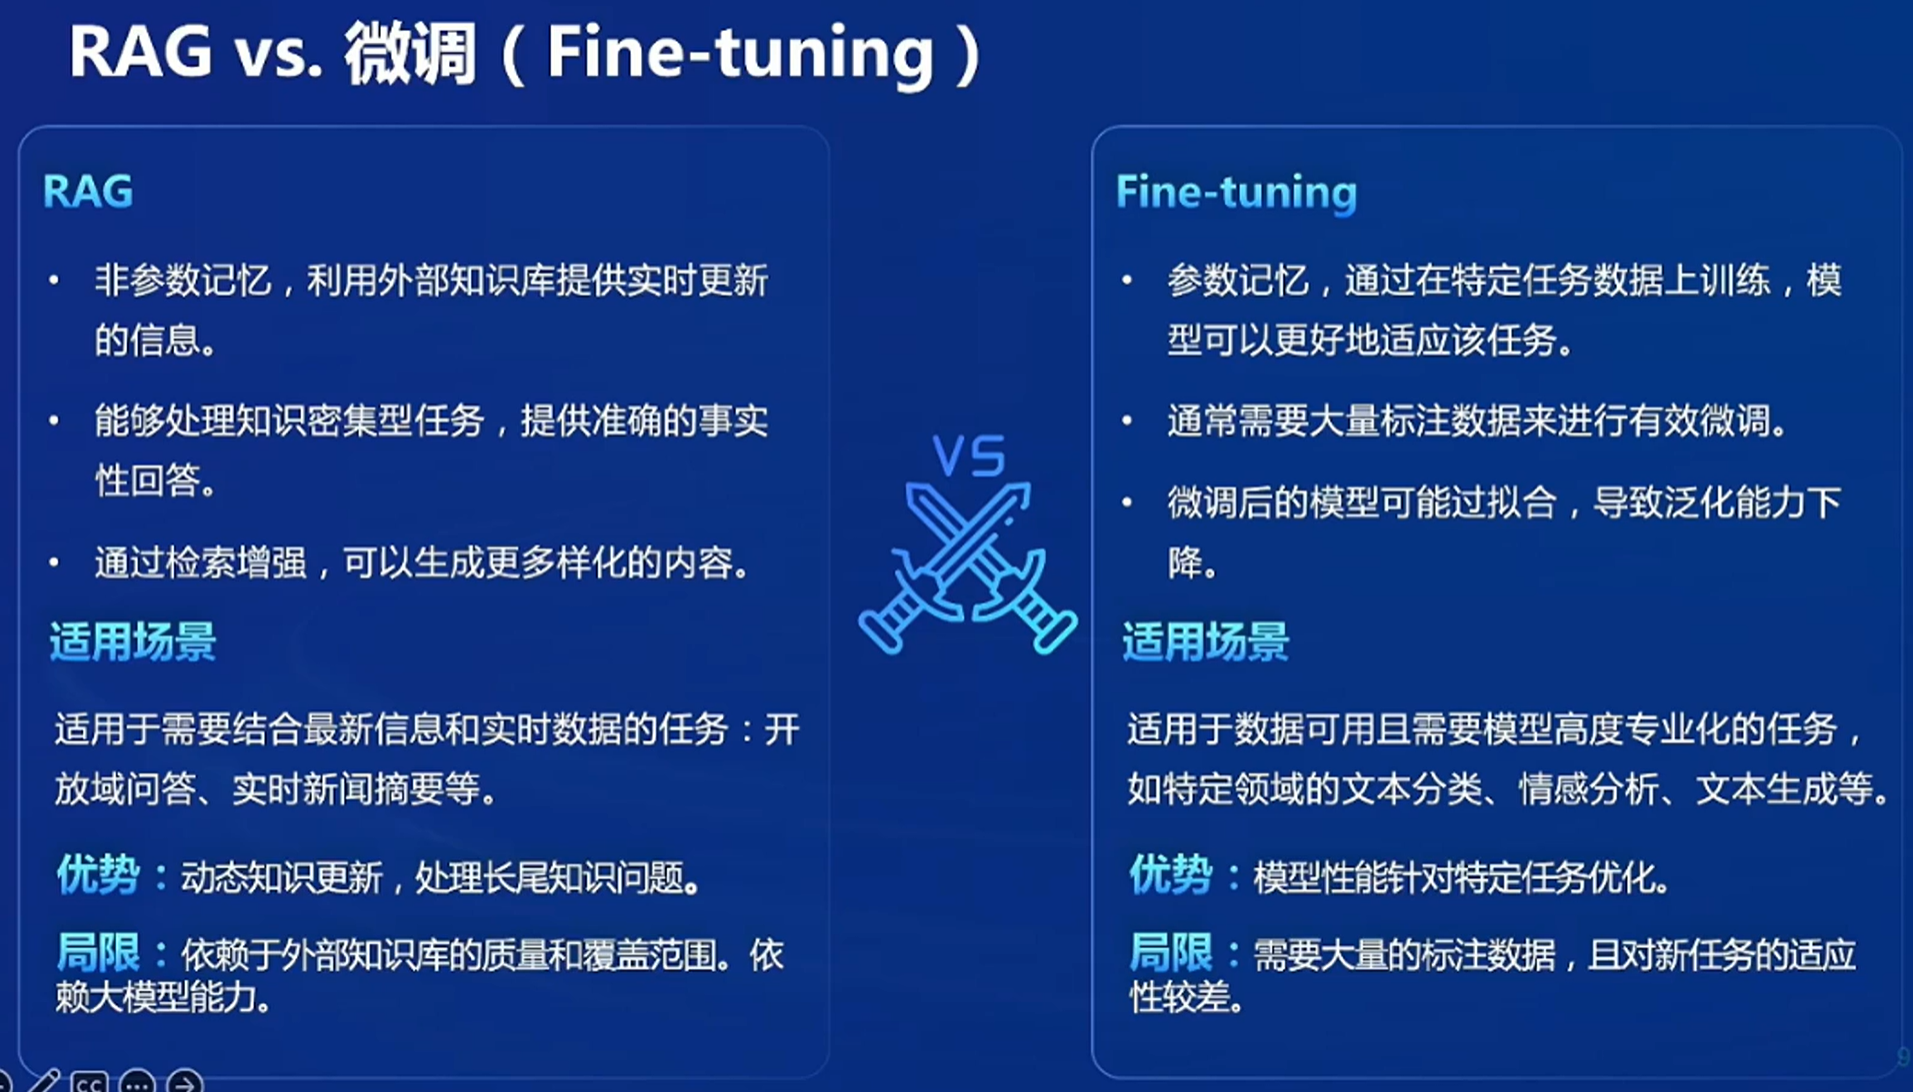 RAG vs. 微调（Fine-tuning）
RAG
• 非参数记忆，利用外部知识库提供实时更新
的信息。
• 能够处理知识密集型任务，提供准确的事实
性回答。
• 通过检索增强，可以生成更多样化的内容。
适用场景
适用于需要结合最新信息和实时数据的任务：开
放域问答、实时新闻摘要等。
优势：动态知识更新，处理长尾知识问题。
局限：依赖于外部知识库的质量和覆盖范围。依
赖大模型能力。
VS
Fine-tuning
• 参数记忆，通过在特定任务数据上训练，模
型可以更好地适应该任务。
• 通常需要大量标注数据来进行有效微调。
• 微调后的模型可能过拟合，导致泛化能力下
降。
适用场景
适用于数据可用且需要模型高度专业化的任务，
如特定领域的文本分类、情感分析、文本生成等。
优势：模型性能针对特定任务优化。
局限：需要大量的标注数据，且对新任务的适应
性较差。
9
CC